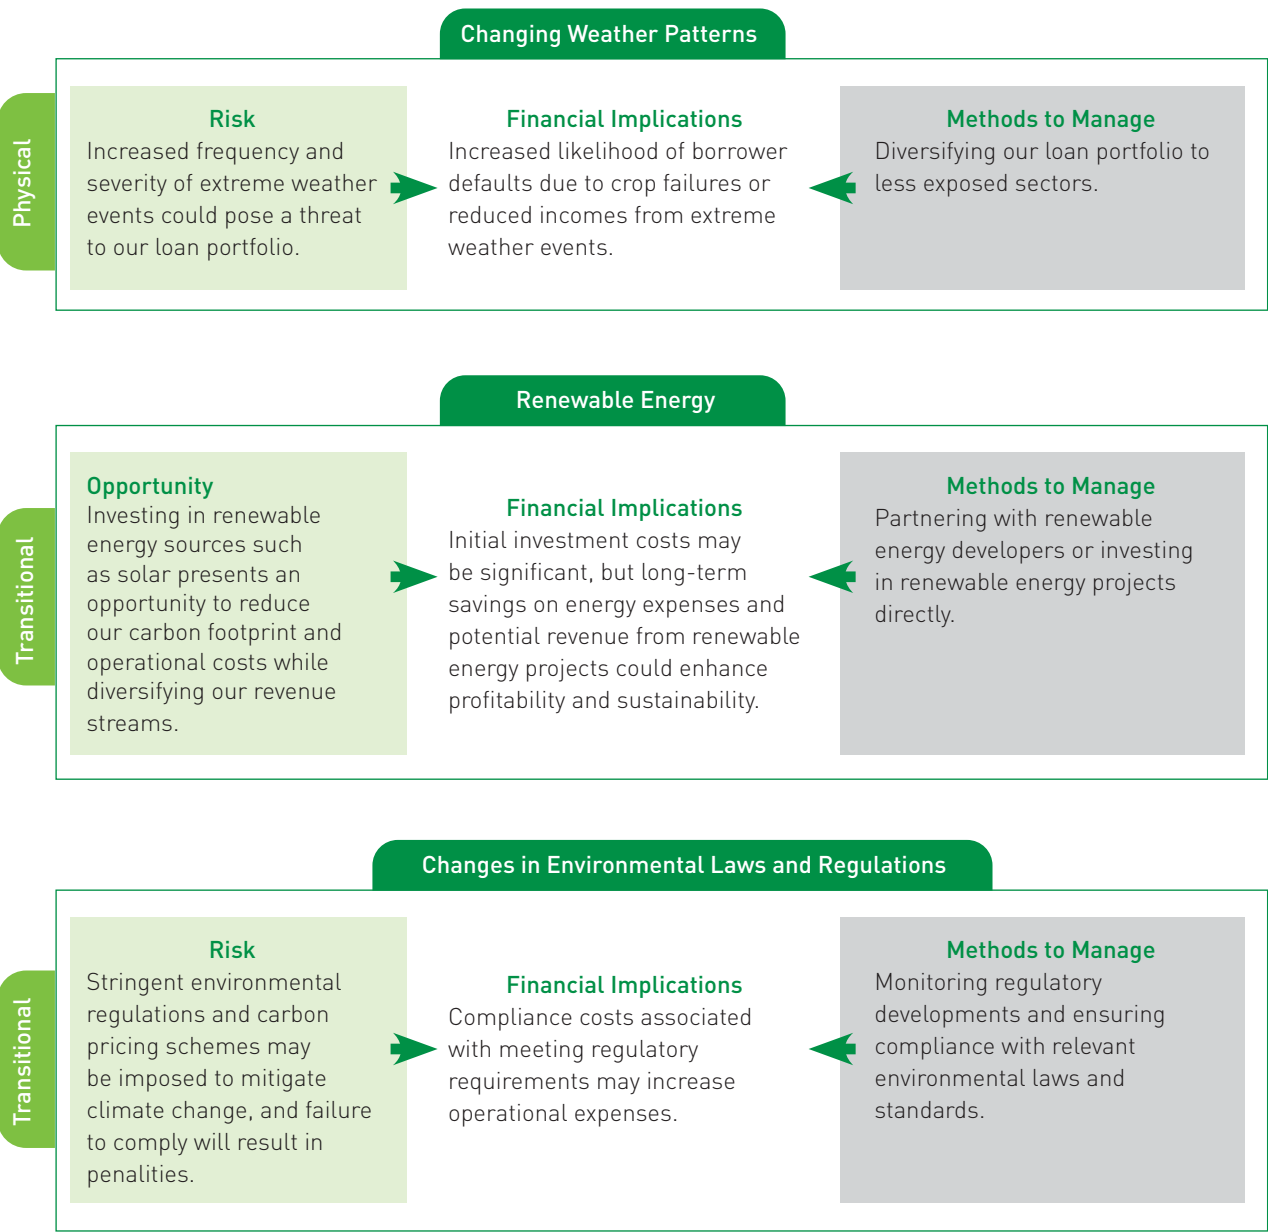 Changing Weather Patterns
Physical
Risk
Increased frequency and
severity of extreme weather
events could pose a threat
to our loan portfolio.
Financial Implications
Increased likelihood of borrower
defaults due to crop failures or
reduced incomes from extreme
weather events.
Methods to Manage
Diversifying our loan portfolio to
less exposed sectors.
Renewable Energy
Transitional
Opportunity
Investing in renewable
energy sources such
as solar presents an
opportunity to reduce
our carbon footprint and
operational costs while
diversifying our revenue
streams.
Financial Implications
Initial investment costs may
be significant, but long-term
savings on energy expenses and
potential revenue from renewable
energy projects could enhance
profitability and sustainability.
Methods to Manage
Partnering with renewable
energy developers or investing
in renewable energy projects
directly.
Changes in Environmental Laws and Regulations
Transitional
Risk
Stringent environmental
regulations and carbon
pricing schemes may
be imposed to mitigate
climate change, and failure
to comply will result in
penalities.
Financial Implications
Compliance costs associated
with meeting regulatory
requirements may increase
operational expenses.
Methods to Manage
Monitoring regulatory
developments and ensuring
compliance with relevant
environmental laws and
standards.